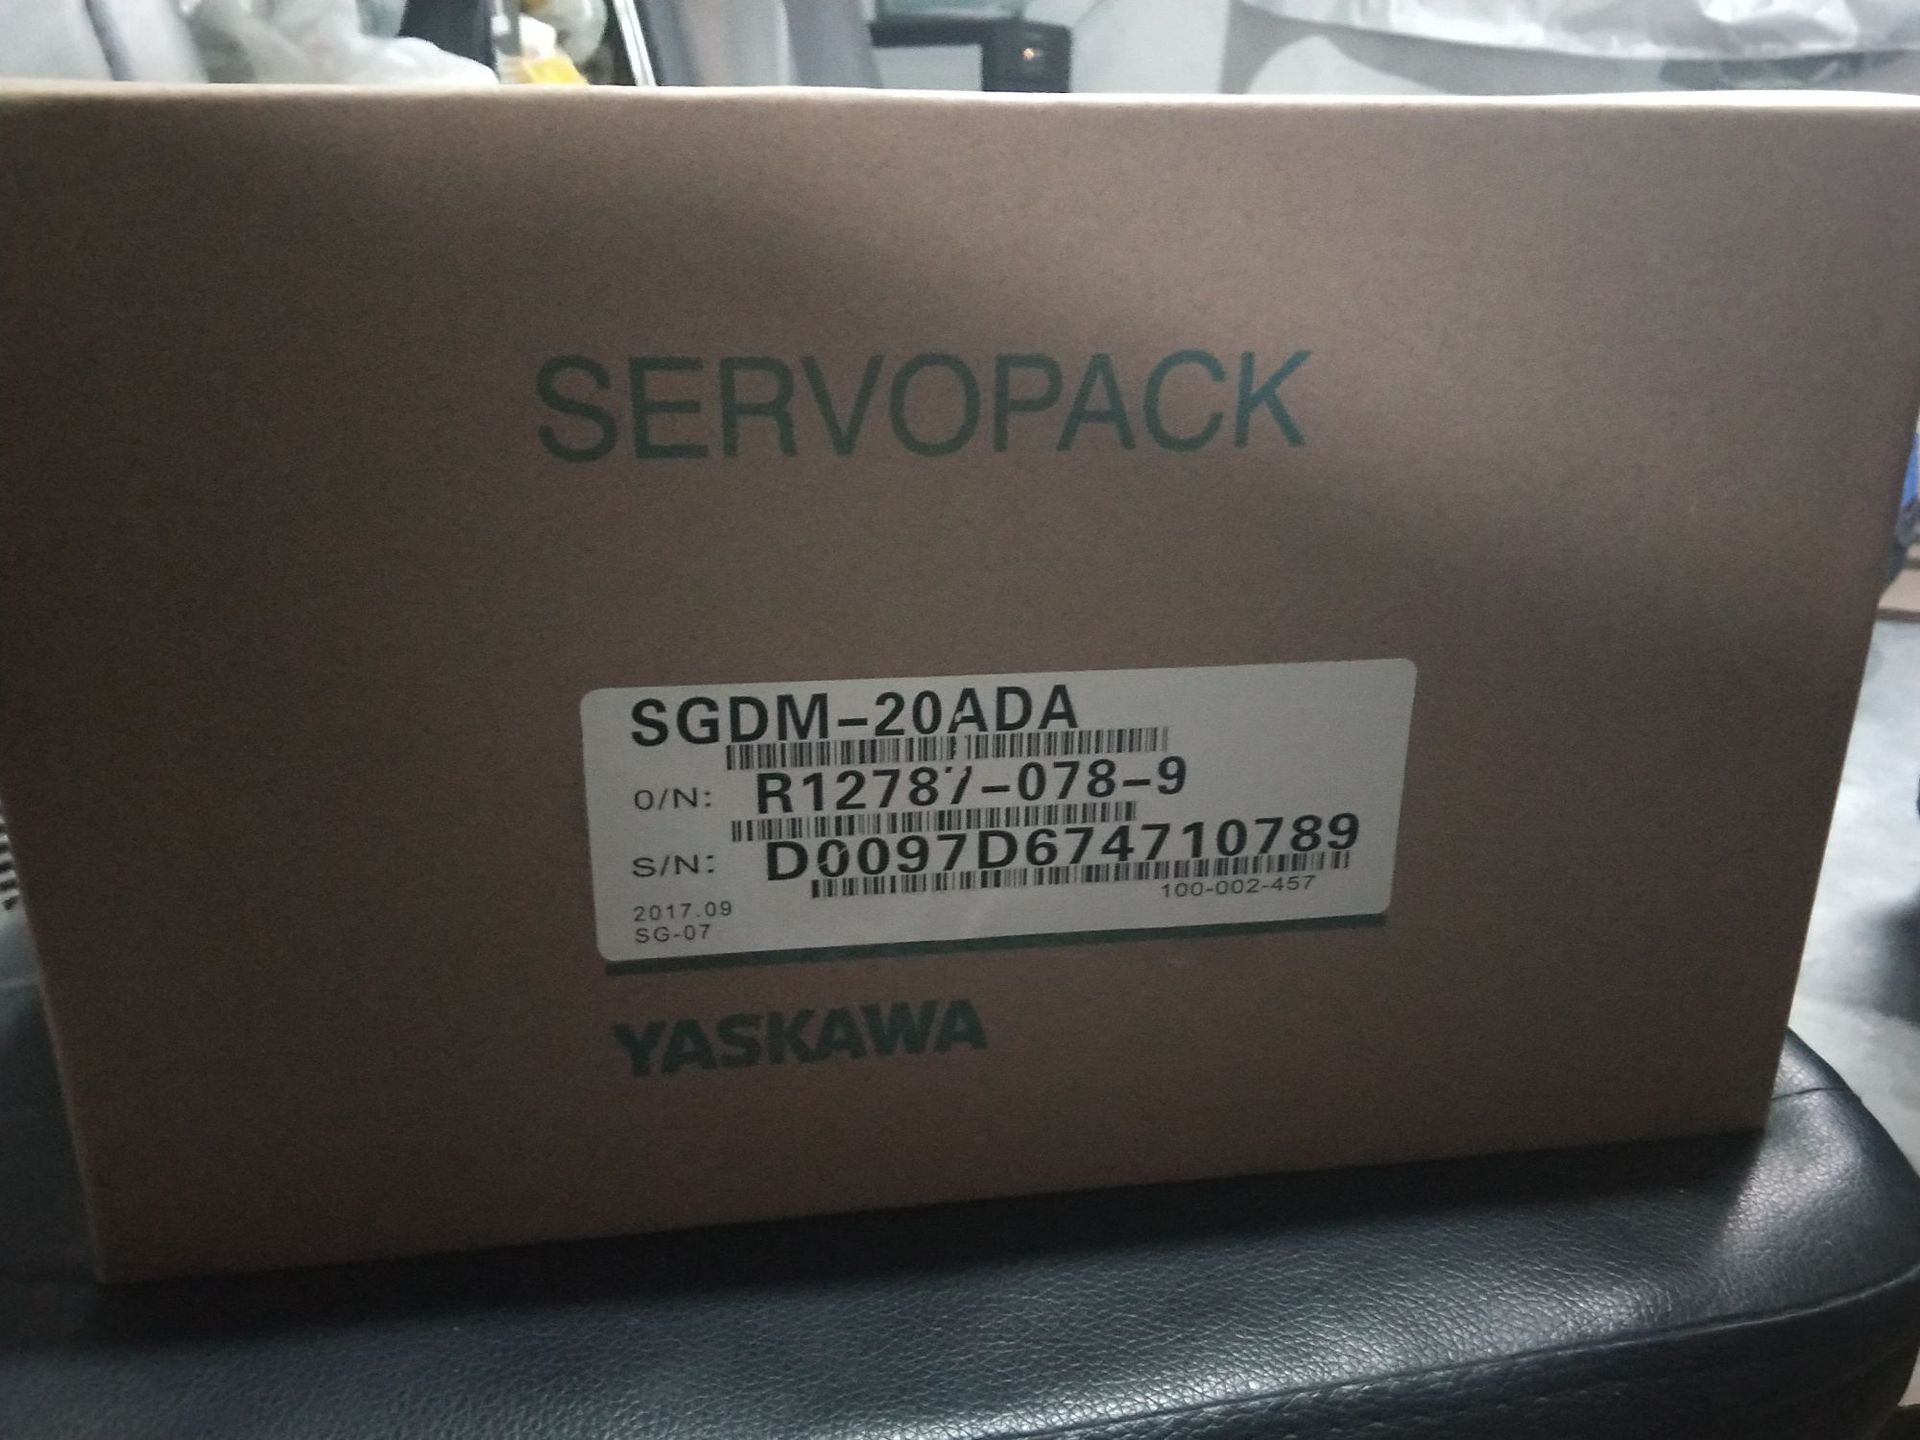 SERVOPACK
SGDM-20ADA
O/N: R12787-078-9
S/N: D0097D674710789
100-002-457
2017.09
SG-07
YASKAWA